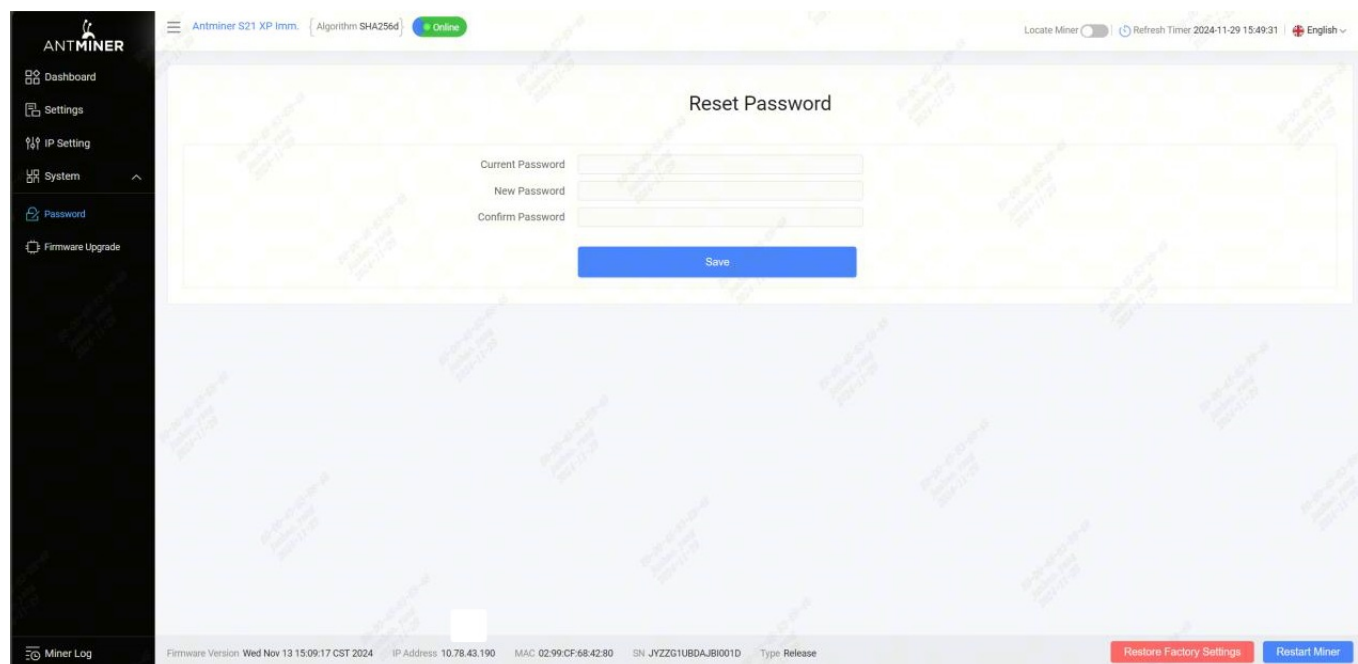 ANTMINER
Antminer S21 XP Imm. { Algorithm SHA256d } Online
Locate Miner Refresh Timer 2024-11-29 15:49:31 English
Dashboard
Settings
IP Setting
System
Password
Firmware Upgrade
Miner Log
Reset Password
Current Password
New Password
Confirm Password
Save
Firmware Version Wed Nov 13 15:09:17 CST 2024 IP Address 10.78.43.190 MAC 02:99:CF:68:42:80 SN JYZZG1UBDAJBI001D Type Release
Restore Factory Settings Restart Miner